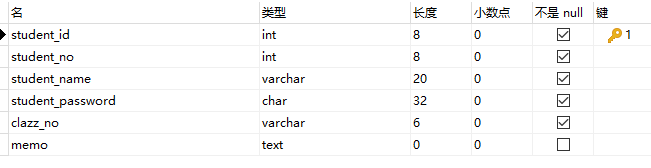 名 类型 长度 小数点 不是 null 键
student_id int 8 0 1
student_no int 8 0
student_name varchar 20 0
student_password char 32 0
clazz_no varchar 6 0
memo text 0 0